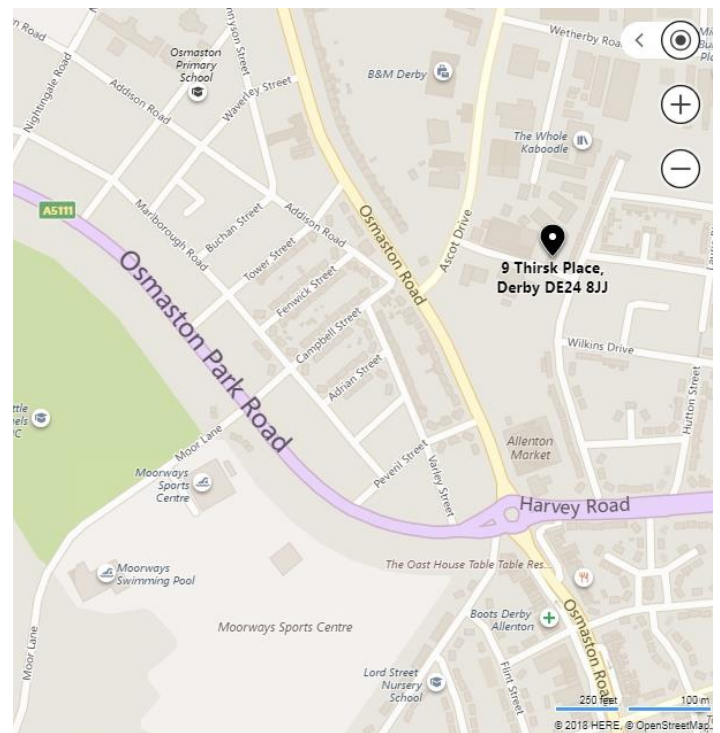 Wetherby Roa
Osmaston
Primary
School
Waverley Street
Nightingale Road
Addison Road
B&M Derby
The Whole
Kaboodle
A5111
Marlborough Road
Buchan Street
Addison Road
Tower Street
Osmaston Road
Ascot Drive
9 Thirsk Place,
Derby DE24 8JJ
Osmaston Park Road
Fenwick Street
Campbell Street
Adrian Street
Wilkins Drive
Hutton Street
Moor Lane
Moorways
Sports
Centre
Peveril Street
Varley Street
Allenton
Market
Harvey Road
Moorways
Swimming Pool
The Oast House Table Table Res...
Moorways Sports Centre
Boots Derby
Allenton
Osmaston Road
Moor Lane
Lord Street
Nursery
School
Flint Street
250 feet
100 m
© 2018 HERE, © OpenStreetMap